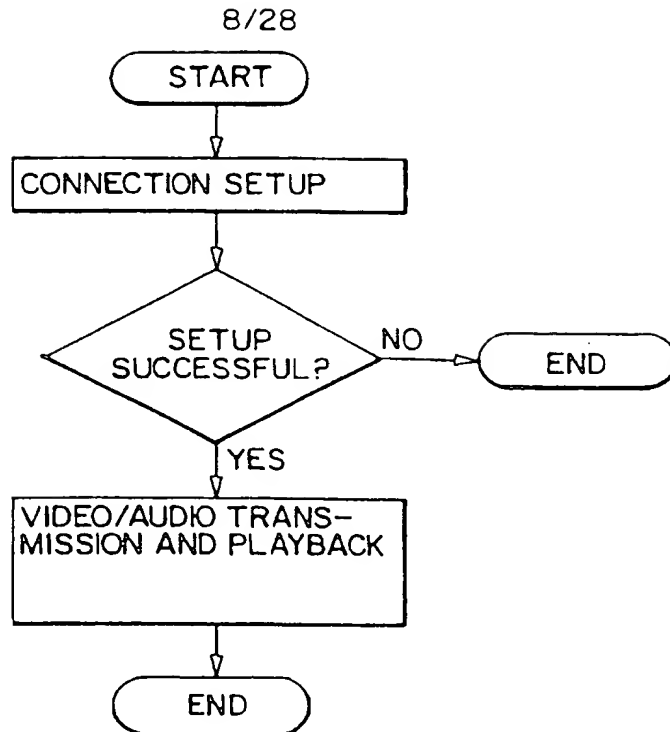 8/28
START
CONNECTION SETUP
SETUP
SUCCESSFUL?
NO
END
YES
VIDEO/AUDIO TRANS-
MISSION AND PLAYBACK
END